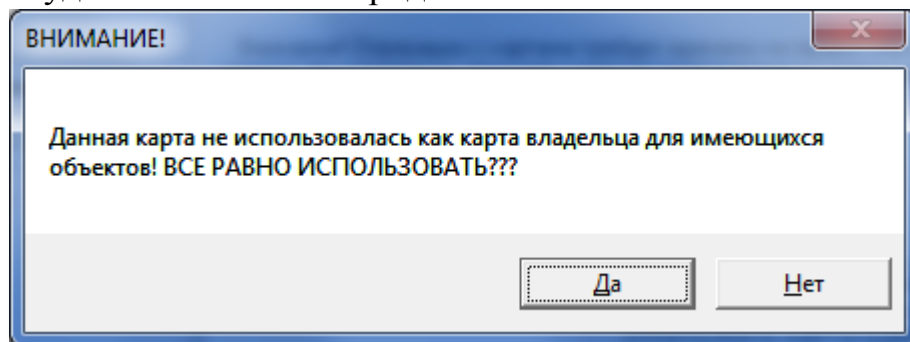 ВНИМАНИЕ!
Данная карта не использовалась как карта владельца для имеющихся
объектов! ВСЕ РАВНО ИСПОЛЬЗОВАТЬ???
Да
Нет